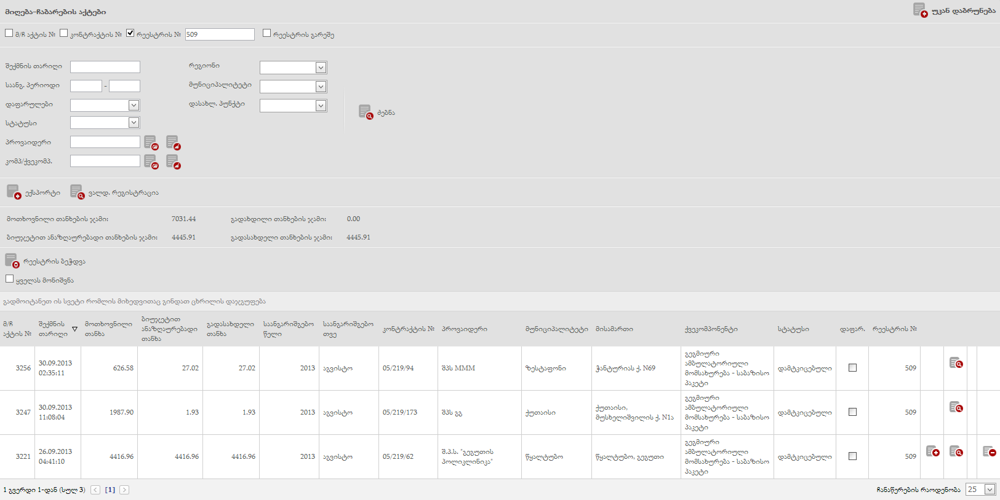 მიღება-ჩაბარების აქტები
უკან დაბრუნება
მ/ჩ აქტის № კონტრაქტის № რეესტრის № 509 რეესტრის გარეშე
შექმნის თარიღი რეგიონი
საანგ. პერიოდი - მუნიციპალიტეტი
დაფარულები დასახლ. პუნქტი
ძებნა
სტატუსი
პროვაიდერი
კომპ/ქვეკომპ.
ექსპორტი ვალდ. რეგისტრაცია
მოთხოვნილი თანხების ჯამი: 7031.44 გადახდილი თანხების ჯამი: 0.00
ბიუჯეტით ანაზღაურებადი თანხების ჯამი: 4445.91 გადასახდელი თანხების ჯამი: 4445.91
რეესტრის ბეჭდვა
ყველას მონიშვნა
გადმოიტანეთ ის სვეტი რომლის მიხედვითაც გინდათ ცხრილის დაჯგუფება
მ/ჩ
აქტის №
შექმნის
თარიღი
მოთხოვნილი
თანხა
ბიუჯეტით
ანაზღაურებადი
თანხა
გადასახდელი
თანხა
საანგარიშგებო
წელი
საანგარიშგებო
თვე
კონტრაქტის №
პროვაიდერი
მუნიციპალიტეტი
მისამართი
ქვეკომპონენტი
სტატუსი
დაფარ.
რეესტრის №
3256
30.09.2013
02:35:11
626.58
27.02
27.02
2013
აგვისტო
05/219/94
შპს MMM
ზესტაფონი
ჭანტურიას ქ. N69
გეგმიური
ამბულატორიული
მომსახურება - საბაზისო
პაკეტი
დამტკიცებული
509
3247
30.09.2013
11:08:04
1987.90
1.93
1.93
2013
აგვისტო
05/219/173
შპს გგ
ქუთაისი
ქუთაისი,
მუსხელიშვილის ქ. N1ა
გეგმიური
ამბულატორიული
მომსახურება - საბაზისო
პაკეტი
დამტკიცებული
509
3221
26.09.2013
04:41:10
4416.96
4416.96
4416.96
2013
აგვისტო
05/219/62
შ.პ.ს. "გეგუთის
პოლიკლინიკა"
წყალტუბო
წყალტუბო, გეგუთი
გეგმიური
ამბულატორიული
მომსახურება - საბაზისო
პაკეტი
დამტკიცებული
509
1 გვერდი 1-დან (სულ 3) [1]
ჩანაწერების რაოდენობა 25